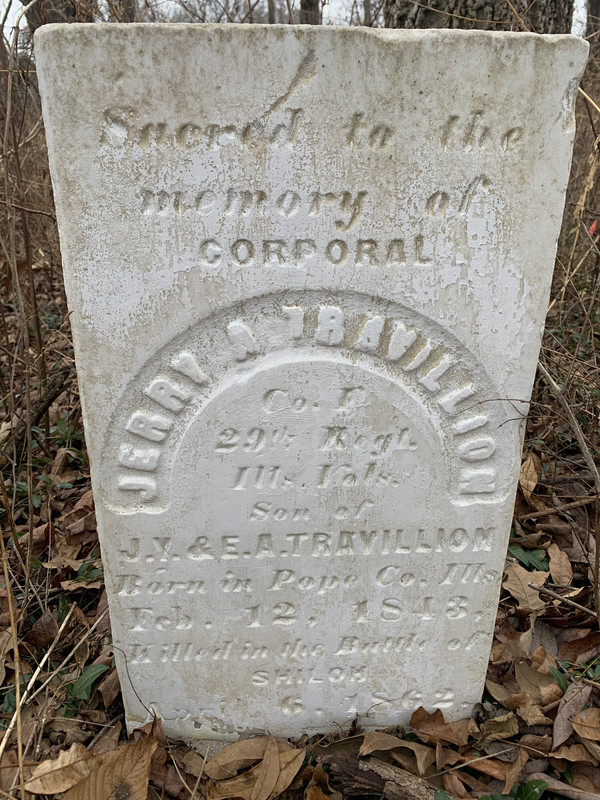 Sacred to the
memory of
CORPORAL
JERRY A TRAVILLION
Co. E
29th Regt.
Ills. Vols.
Son of
J.Y. & E.A. TRAVILLION
Born in Pope Co. Ills
Feb. 12, 1843.
Killed in the Battle of
SHILOH
April 6. 1862